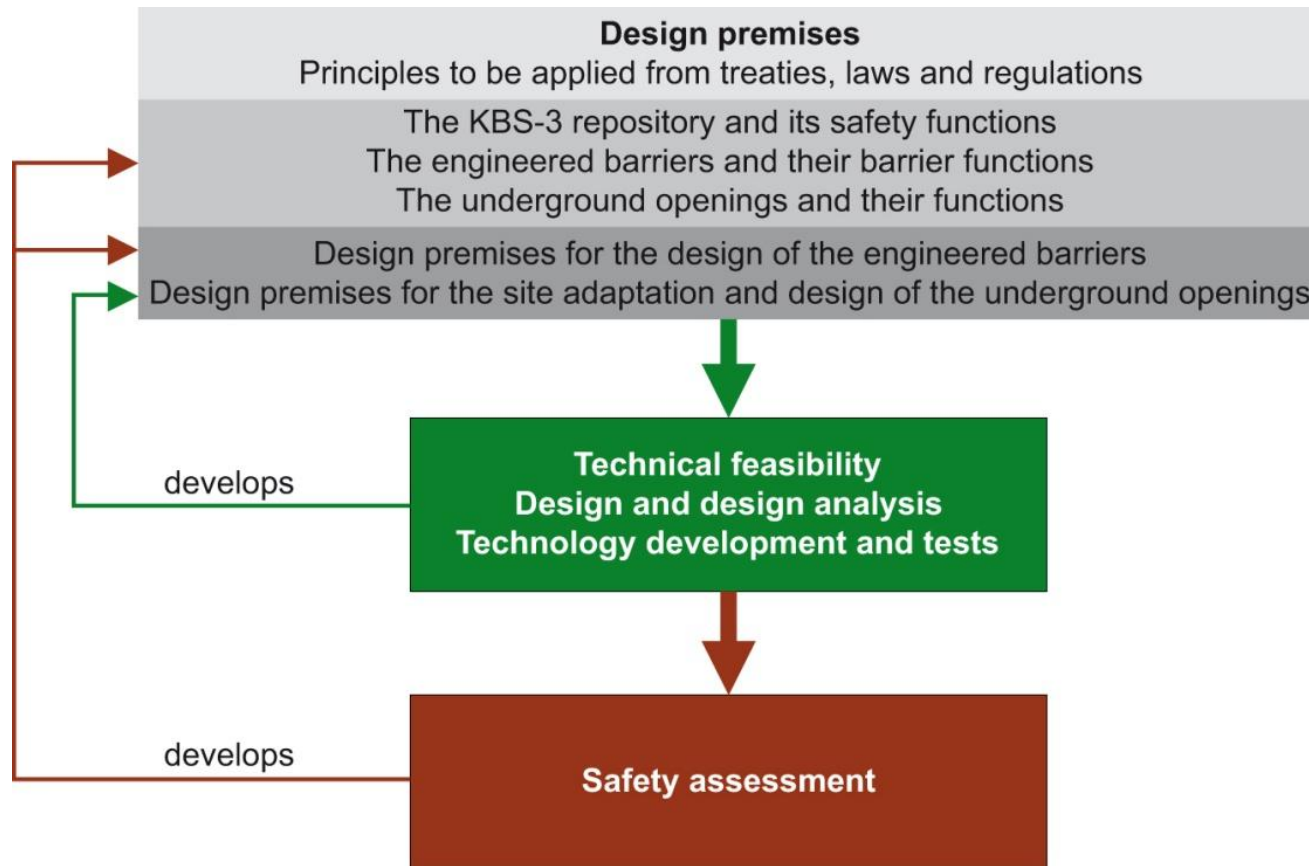 Design premises
Principles to be applied from treaties, laws and regulations
The KBS-3 repository and its safety functions
The engineered barriers and their barrier functions
The underground openings and their functions
Design premises for the design of the engineered barriers
Design premises for the site adaptation and design of the underground openings
develops
Technical feasibility
Design and design analysis
Technology development and tests
develops
Safety assessment